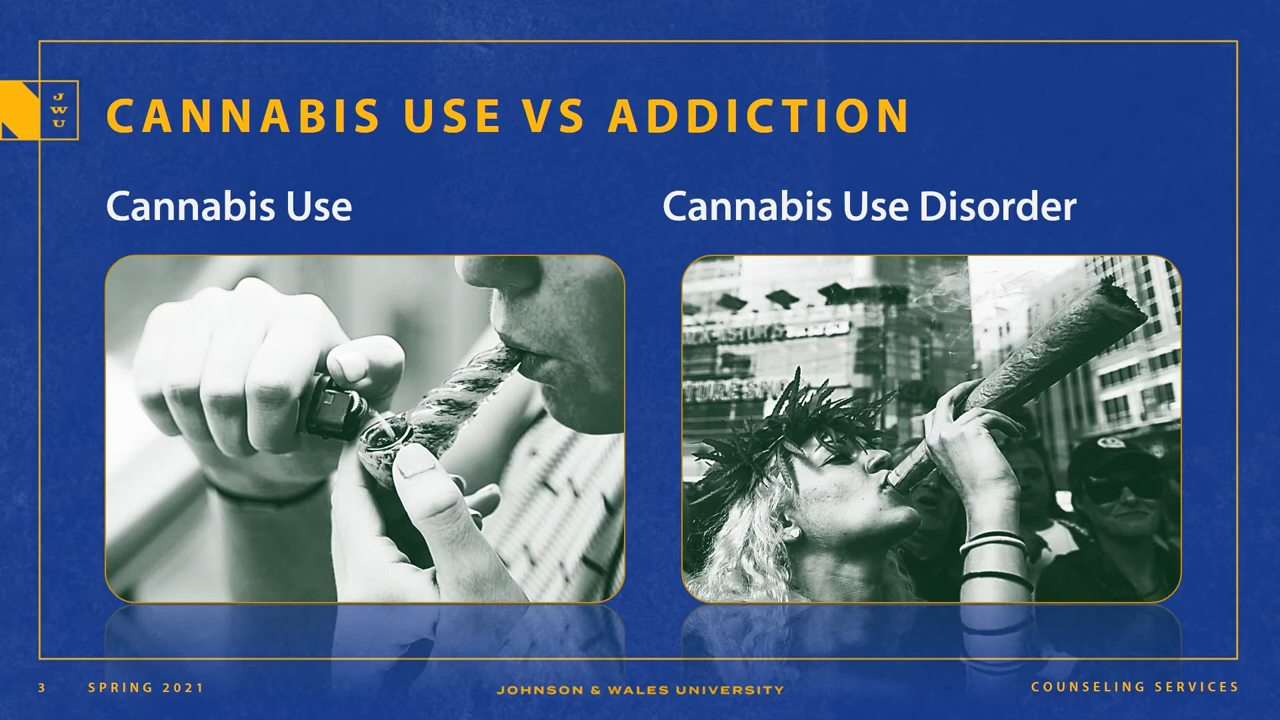 J
W
U
CANNABIS USE VS ADDICTION
Cannabis Use
Cannabis Use Disorder
3
SPRING 2021
JOHNSON & WALES UNIVERSITY
COUNSELING SERVICES